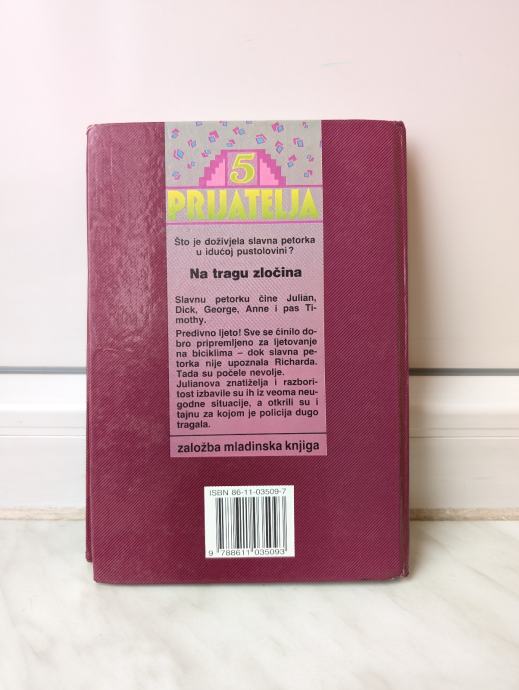 5
PRIJATELJA
Što je doživjela slavna petorka
u idućoj pustolovini?
Na tragu zločina
Slavnu petorku čine Julian,
Dick, George, Anne i pas Ti-
mothy.
Predivno ljeto! Sve se činilo do-
bro pripremljeno za ljetovanje
na biciklima – dok slavna pe-
torka nije upoznala Richarda.
Tada su počele nevolje.
Julianova znatiželja i razbori-
tost izbavile su ih iz veoma neu-
godne situacije, a otkrili su i
tajnu za kojom je policija dugo
tragala.
založba mladinska knjiga
ISBN 86-11-03509-7
9 788611 035093